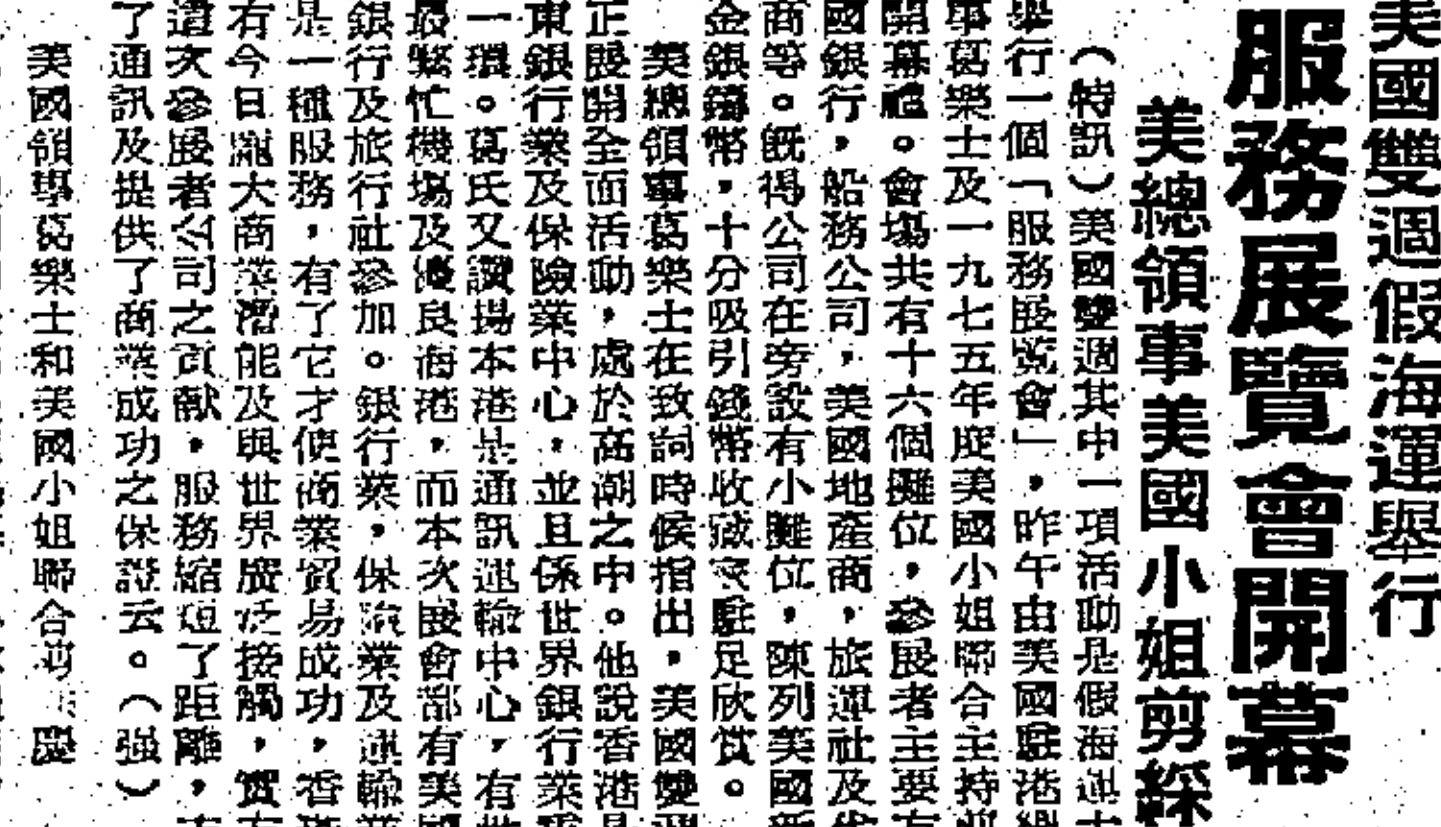 美國雙週假海運舉行
服務展覽會開幕
美總領事美國小姐剪綵
（特訊）美國雙週其中一項活動是假海運大
舉行一個「服務展覽會」，昨午由美國駐港總
事葛樂士及一九七五年度美國小姐聯合主持剪
開幕禮。會場共有十六個攤位，參展者主要有
國銀行，船務公司，美國地產商，旅運社及代
商等。既得公司在旁設有小攤位，陳列美國新
金銀鑄幣，十分吸引錢幣收藏家駐足欣賞。
美總領事葛樂士在致詞時候指出，美國雙週
正展開全面活動，處於高潮之中。他說香港是
東銀行業及保險業中心，並且係世界銀行業重
一環。葛氏又讚揚本港是通訊運輸中心，有世
最繁忙機場及優良海港，而本次展會部有美國
銀行及旅行社參加。銀行業，保險業及運輸業
是一種服務，有了它才使商業貿易成功，香港
有今日龐大商業潛能及與世界廣泛接觸，實有
這次參展者公司之貢獻，服務縮短了距離，
了通訊及提供了商業成功之保證云。（強）
美國領事葛樂士和美國小姐聯合剪慶